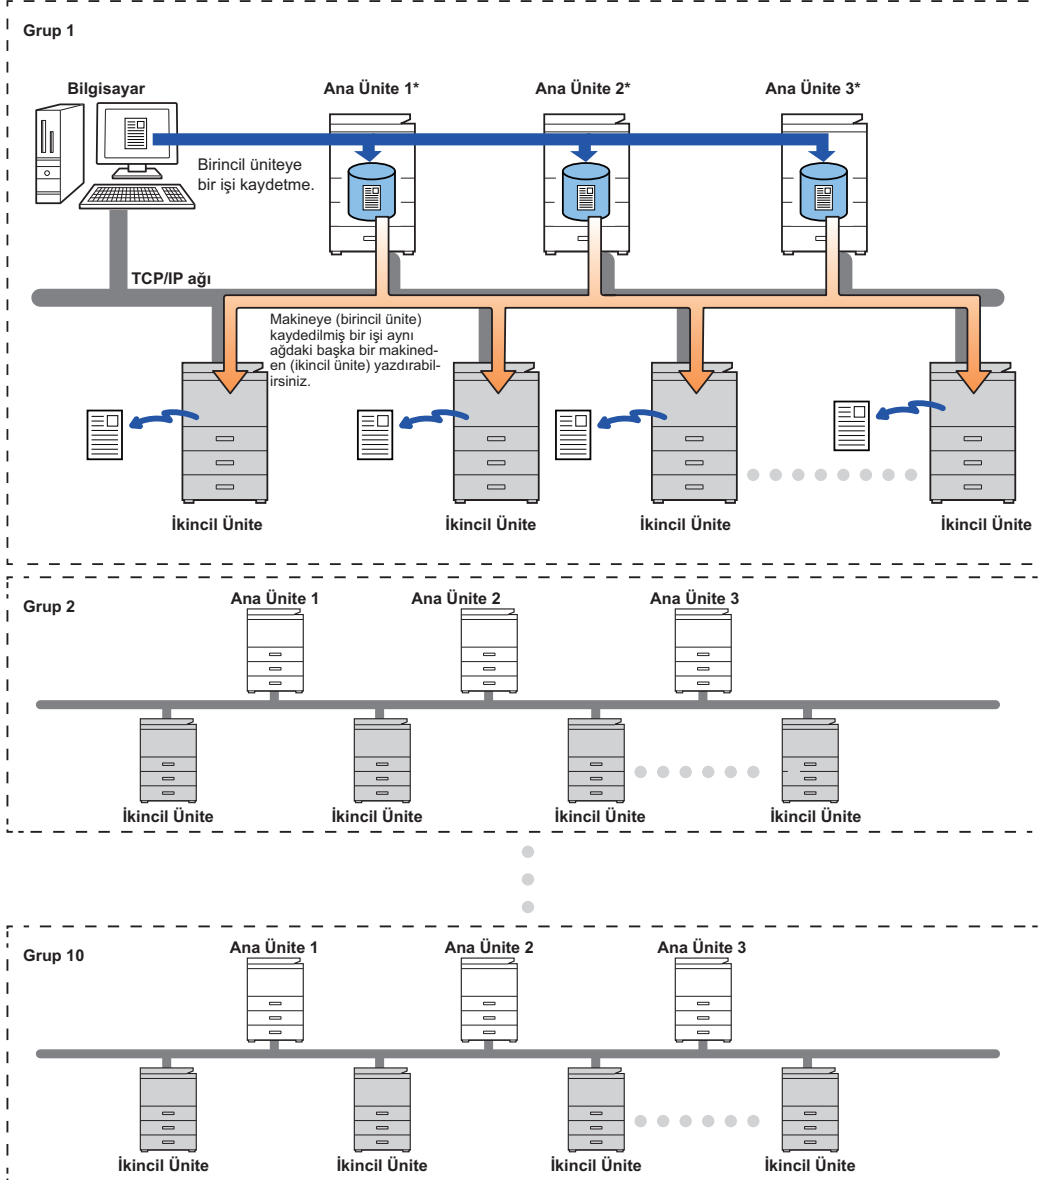 Grup 1
Bilgisayar
Ana Ünite 1*
Ana Ünite 2*
Ana Ünite 3*
Birincil üniteye
bir işi kaydetme.
TCP/IP ağı
Makineye (birincil ünite)
kaydedilmiş bir işi aynı
ağdaki başka bir makined-
en (ikincil ünite) yazdırabil-
irsiniz.
İkincil Ünite
İkincil Ünite
İkincil Ünite
İkincil Ünite
Grup 2
Ana Ünite 1
Ana Ünite 2
Ana Ünite 3
İkincil Ünite
İkincil Ünite
İkincil Ünite
İkincil Ünite
Grup 10
Ana Ünite 1
Ana Ünite 2
Ana Ünite 3
İkincil Ünite
İkincil Ünite
İkincil Ünite
İkincil Ünite